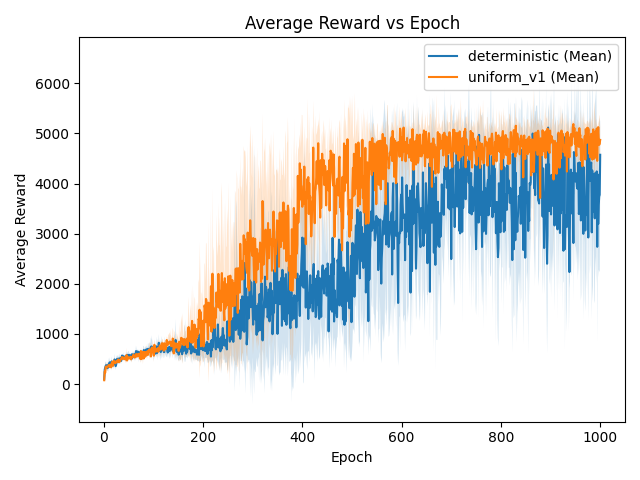 Average Reward vs Epoch
deterministic (Mean)
uniform_v1 (Mean)
Average Reward
6000
5000
4000
3000
2000
1000
0
0 200 400 600 800 1000
Epoch